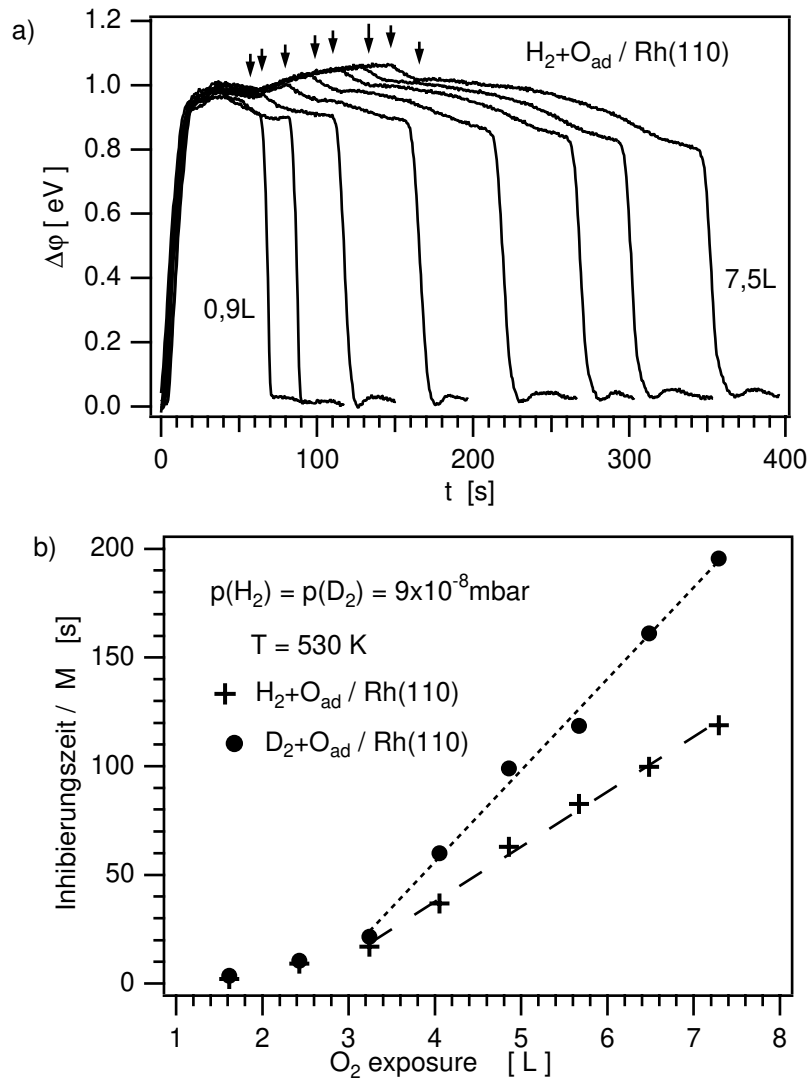 a)
1.2
1.0
0.8
0.6
0.4
0.2
0.0
Δφ [ eV ]
H₂+Oad / Rh(110)
0,9L
7,5L
0
100
200
300
400
t [s]
b)
200
150
100
50
0
Inhibierungszeit / M [s]
p(H₂) = p(D₂) = 9x10⁻⁸mbar
T = 530 K
H₂+Oad / Rh(110)
D₂+Oad / Rh(110)
1 2 3 4 5 6 7 8
O₂ exposure [ L ]